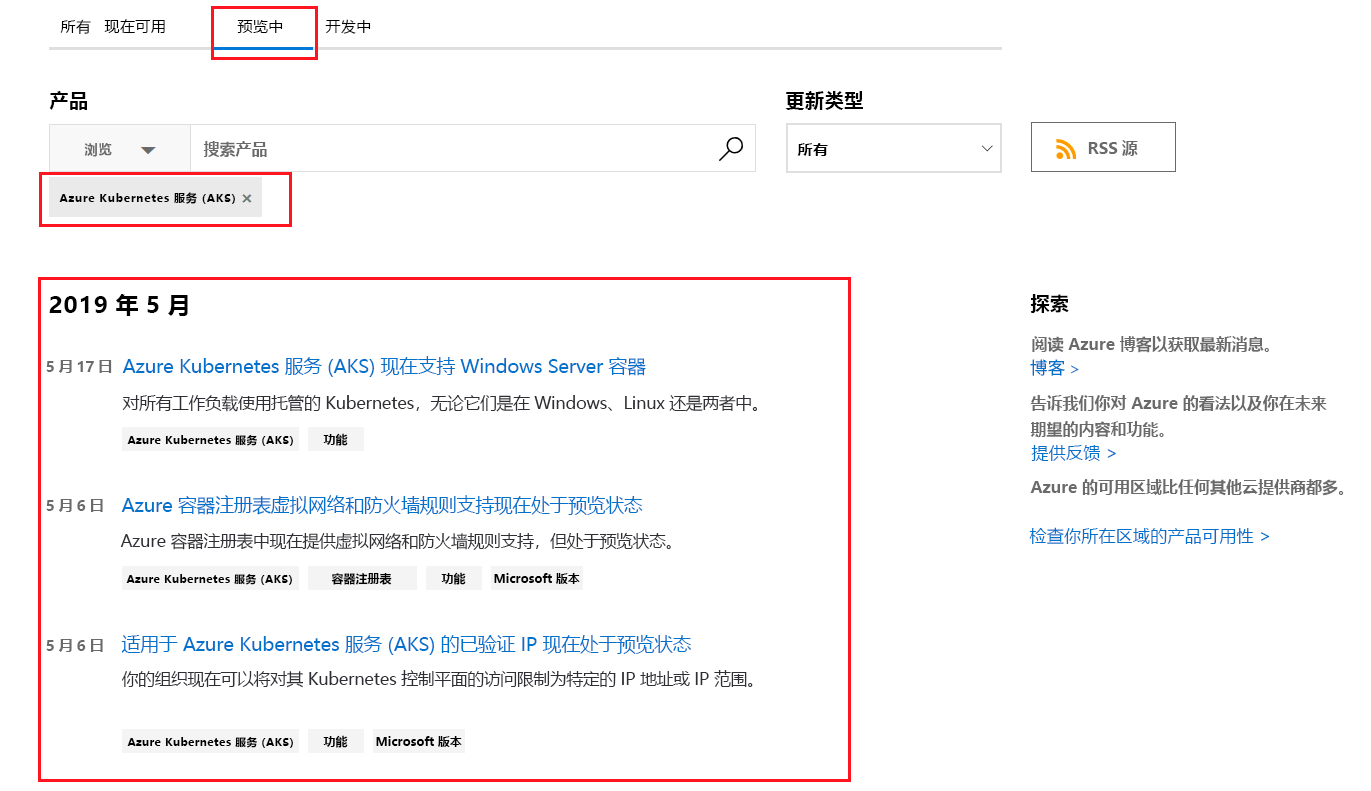 所有 现在可用 预览中 开发中
产品
更新类型
浏览
搜索产品
所有
RSS 源
Azure Kubernetes 服务 (AKS) ×
2019 年 5 月
5 月 17 日 Azure Kubernetes 服务 (AKS) 现在支持 Windows Server 容器
对所有工作负载使用托管的 Kubernetes，无论它们是在 Windows、Linux 还是两者中。
Azure Kubernetes 服务 (AKS) 功能
5 月 6 日 Azure 容器注册表虚拟网络和防火墙规则支持现在处于预览状态
Azure 容器注册表中现在提供虚拟网络和防火墙规则支持，但处于预览状态。
Azure Kubernetes 服务 (AKS) 容器注册表 功能 Microsoft 版本
5 月 6 日 适用于 Azure Kubernetes 服务 (AKS) 的已验证 IP 现在处于预览状态
你的组织现在可以将对其 Kubernetes 控制平面的访问限制为特定的 IP 地址或 IP 范围。
Azure Kubernetes 服务 (AKS) 功能 Microsoft 版本
探索
阅读 Azure 博客以获取最新消息。
博客 >
告诉我们你对 Azure 的看法以及你在未来
期望的内容和功能。
提供反馈 >
Azure 的可用区域比任何其他云提供商都多。
检查你所在区域的产品可用性 >